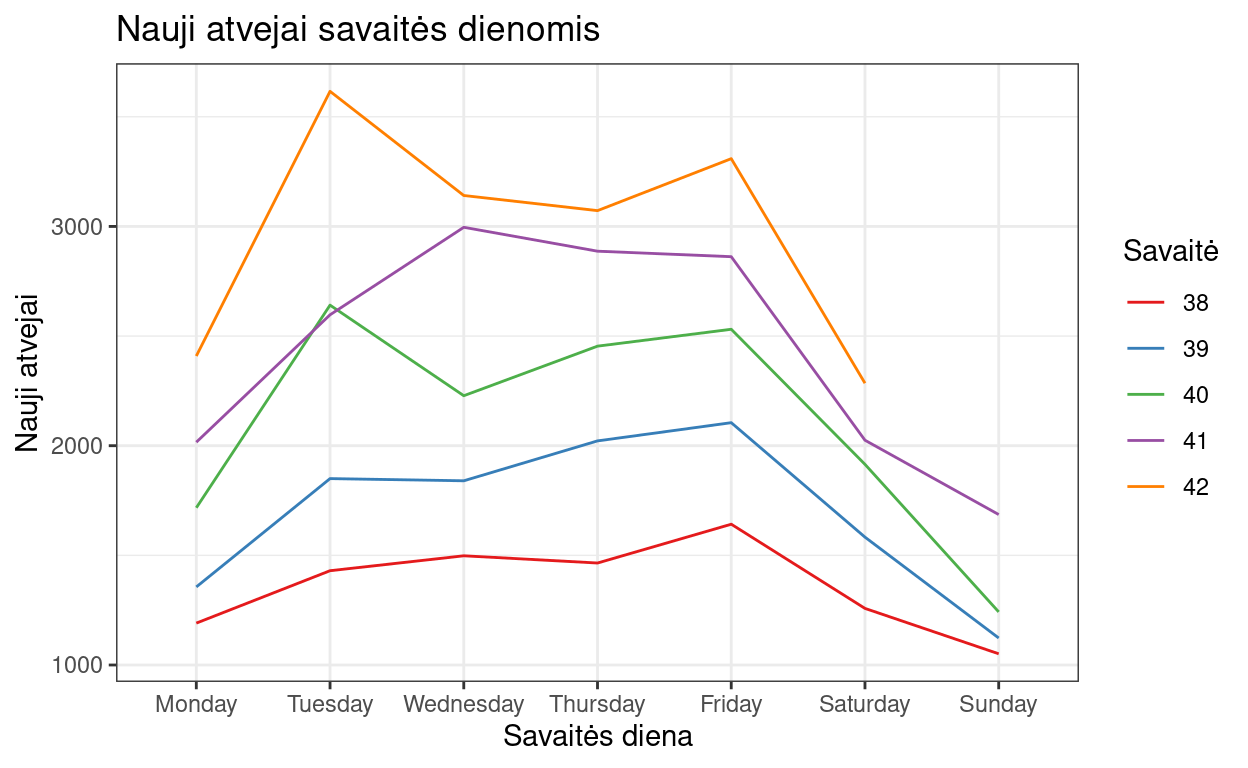 Nauji atvejai savaitės dienomis
Nauji atvejai
3000
2000
1000
Monday Tuesday Wednesday Thursday Friday Saturday Sunday
Savaitės diena
Savaitė
38
39
40
41
42